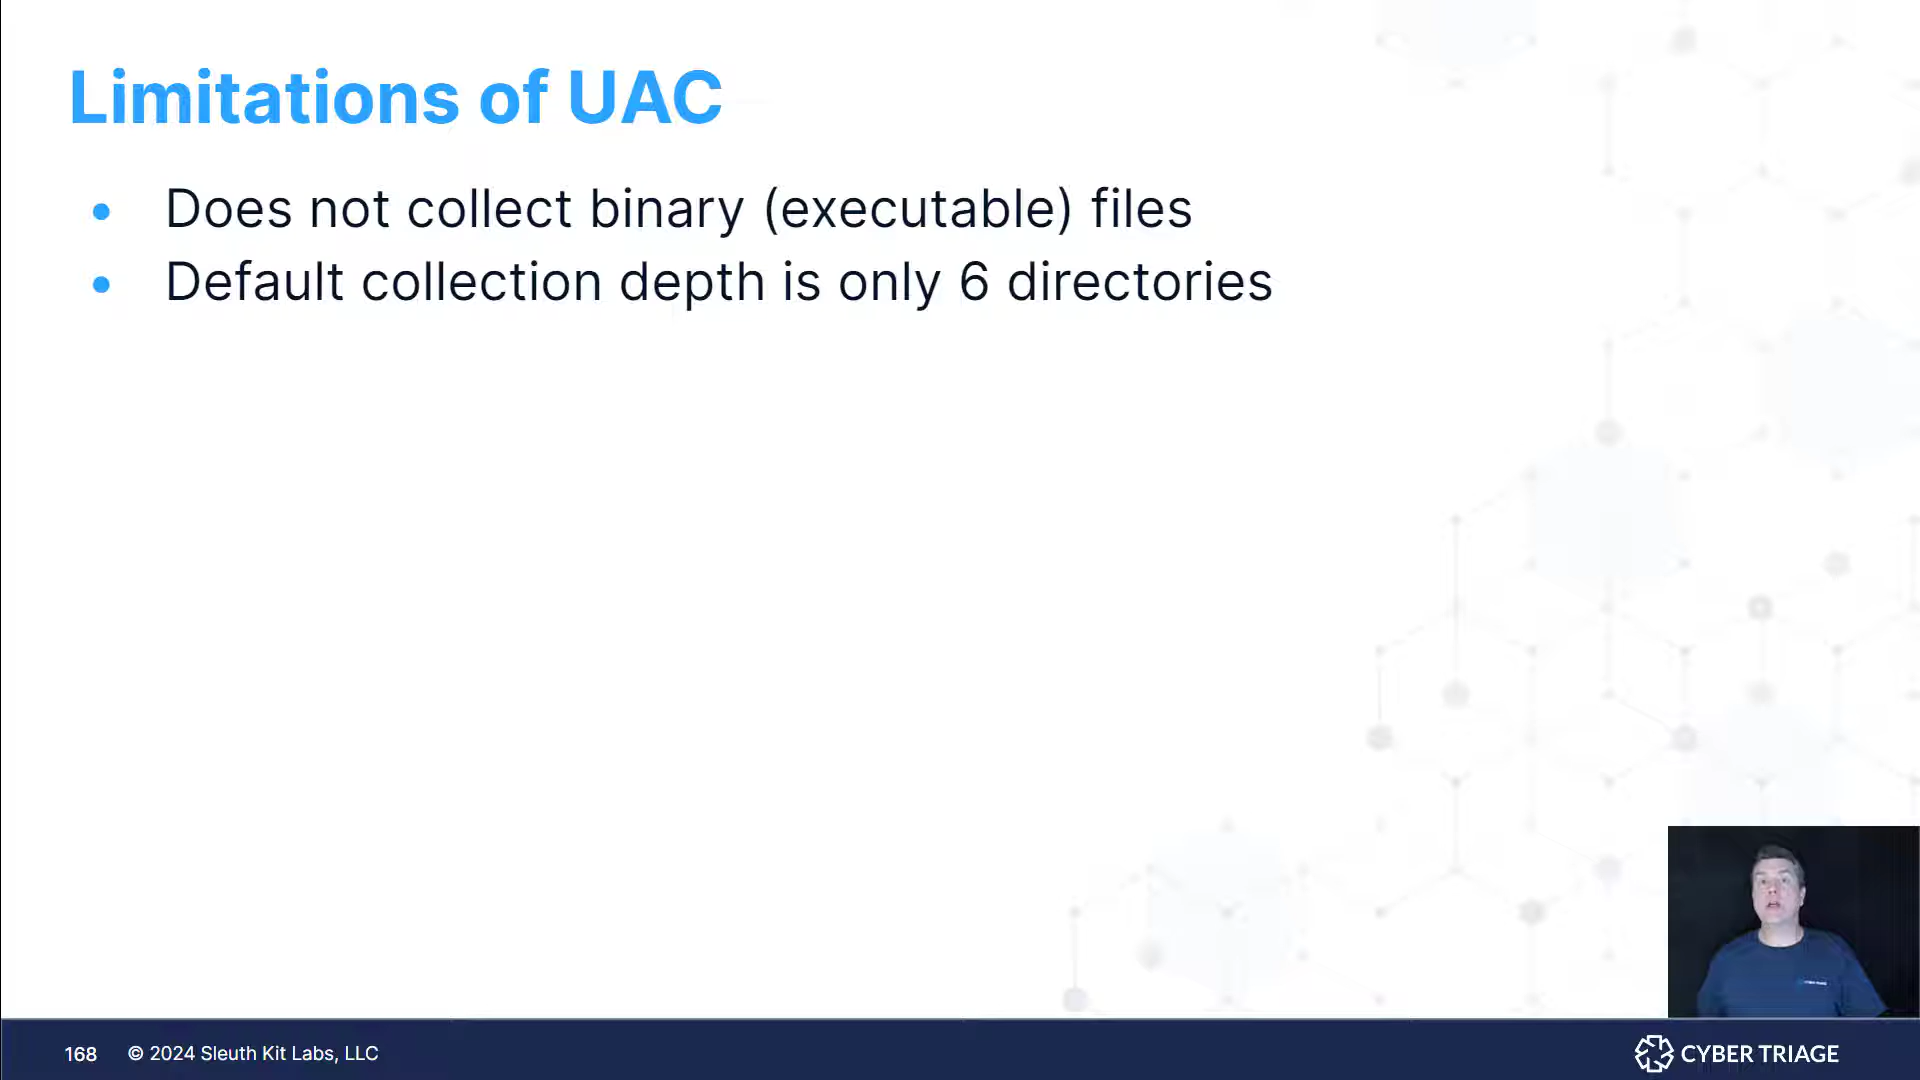 Limitations of UAC
• Does not collect binary (executable) files
• Default collection depth is only 6 directories
168 © 2024 Sleuth Kit Labs, LLC
CYBER TRIAGE